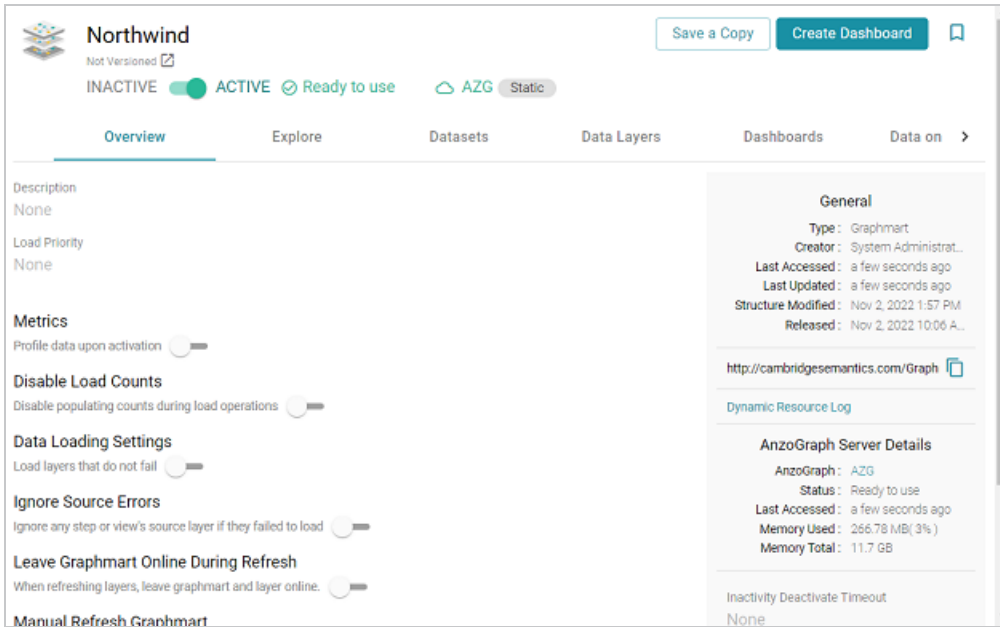 Northwind
Save a Copy
Create Dashboard
Not Versioned
INACTIVE ACTIVE Ready to use AZG Static
Overview Explore Datasets Data Layers Dashboards Data on
Description
None
Load Priority
None
Metrics
Profile data upon activation
Disable Load Counts
Disable populating counts during load operations
Data Loading Settings
Load layers that do not fail
Ignore Source Errors
Ignore any step or view's source layer if they failed to load
Leave Graphmart Online During Refresh
When refreshing layers, leave graphmart and layer online.
Manual Refresh Graphmart
General
Type : Graphmart
Creator : System Administrat...
Last Accessed : a few seconds ago
Last Updated : a few seconds ago
Structure Modified : Nov 2, 2022 1:57 PM
Released : Nov 2, 2022 10:06 A...
http://cambridgesemantics.com/Graph
Dynamic Resource Log
AnzoGraph Server Details
AnzoGraph : AZG
Status : Ready to use
Last Accessed : a few seconds ago
Memory Used : 266.78 MB( 3% )
Memory Total : 11.7 GB
Inactivity Deactivate Timeout
None